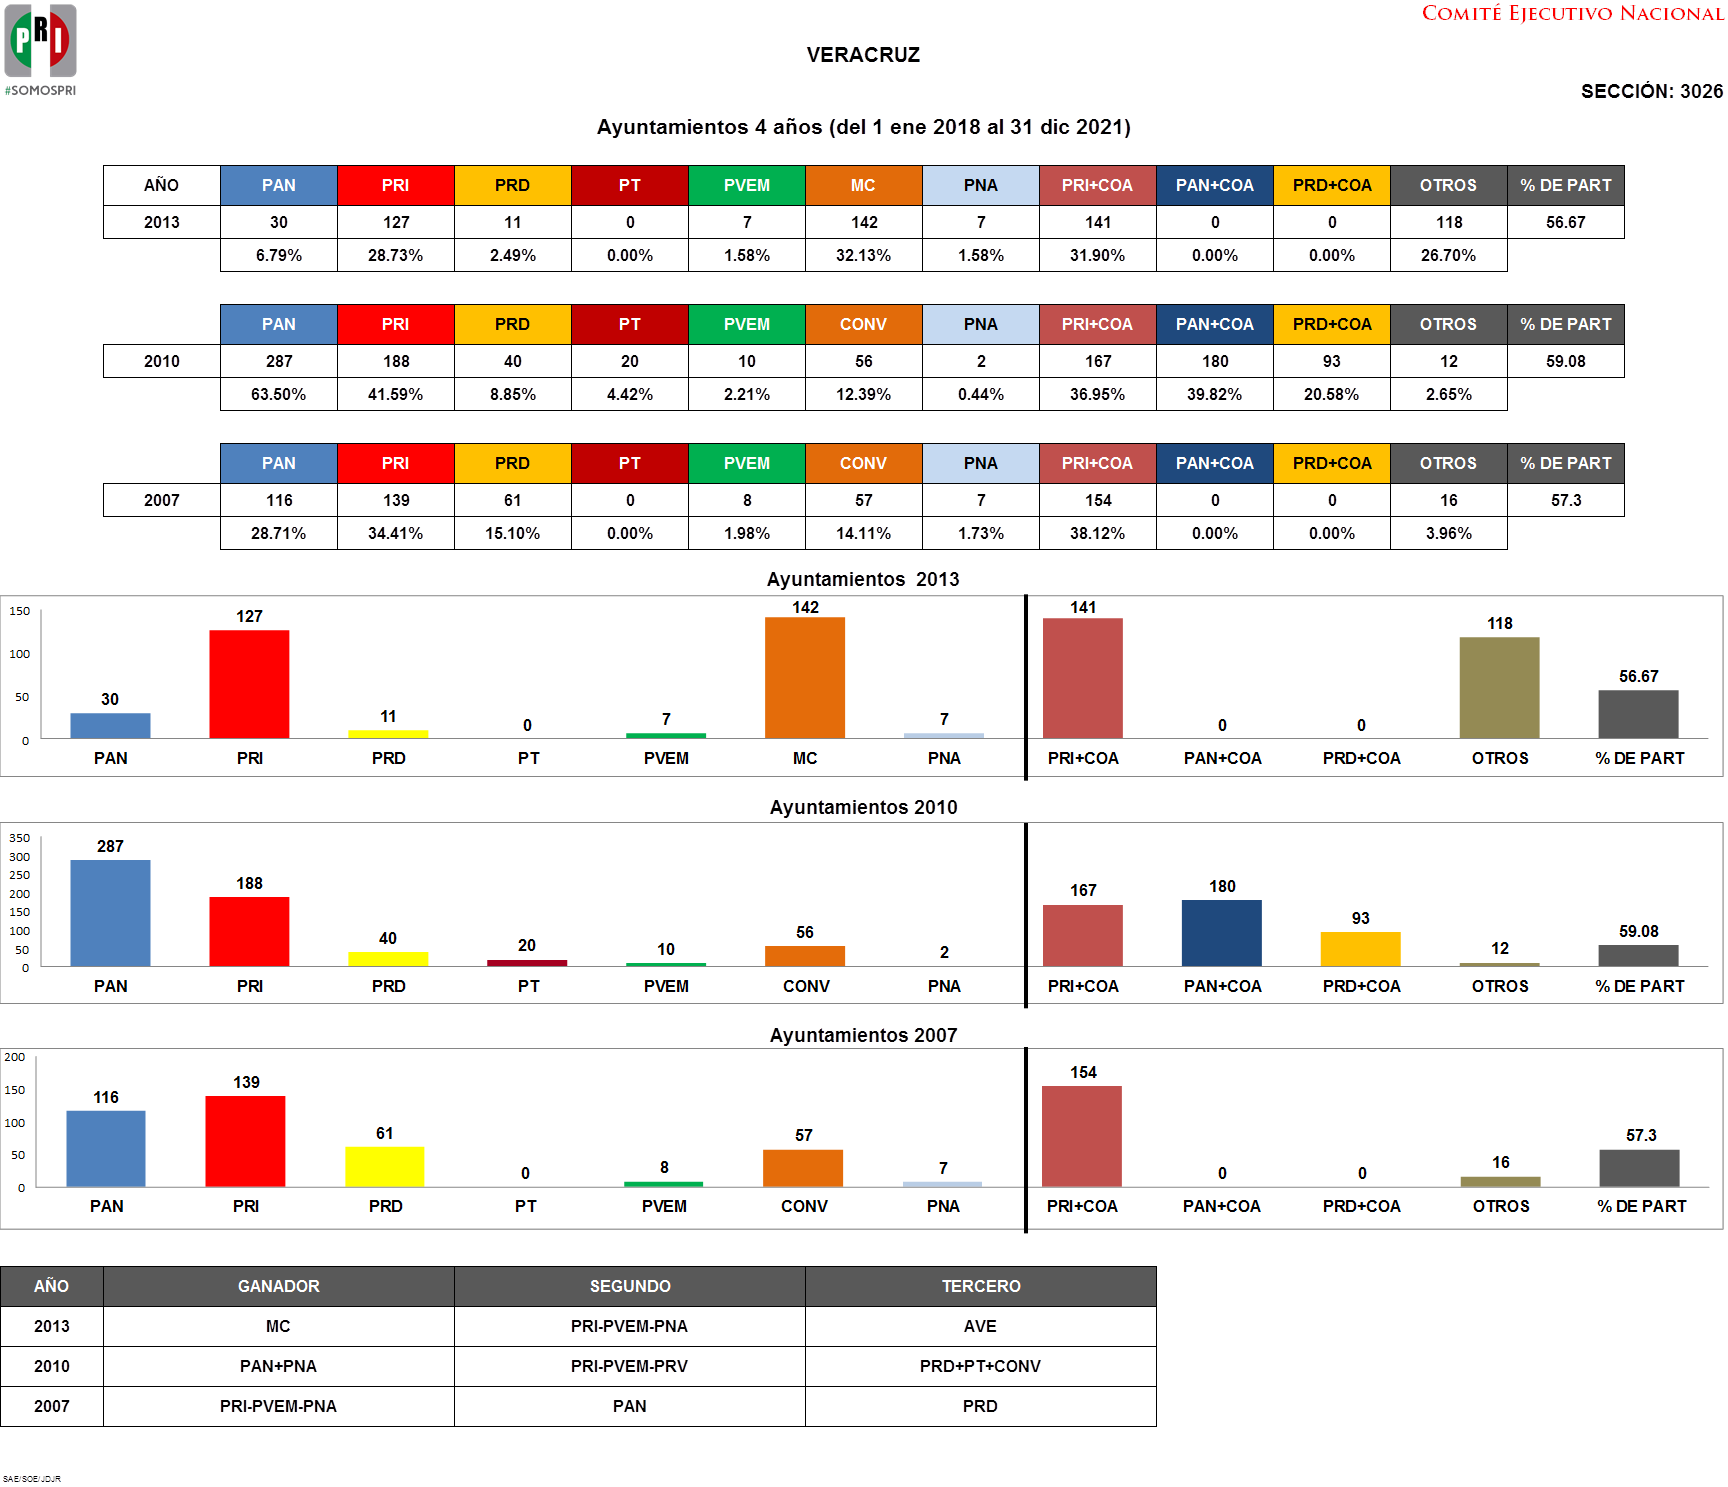 PRI
#SOMOSPRI
COMITÉ EJECUTIVO NACIONAL
VERACRUZ
SECCIÓN: 3026
Ayuntamientos 4 años (del 1 ene 2018 al 31 dic 2021)
AÑO PAN PRI PRD PT PVEM MC PNA PRI+COA PAN+COA PRD+COA OTROS % DE PART
2013 30 127 11 0 7 142 7 141 0 0 118 56.67
6.79% 28.73% 2.49% 0.00% 1.58% 32.13% 1.58% 31.90% 0.00% 0.00% 26.70%
PAN PRI PRD PT PVEM CONV PNA PRI+COA PAN+COA PRD+COA OTROS % DE PART
2010 287 188 40 20 10 56 2 167 180 93 12 59.08
63.50% 41.59% 8.85% 4.42% 2.21% 12.39% 0.44% 36.95% 39.82% 20.58% 2.65%
PAN PRI PRD PT PVEM CONV PNA PRI+COA PAN+COA PRD+COA OTROS % DE PART
2007 116 139 61 0 8 57 7 154 0 0 16 57.3
28.71% 34.41% 15.10% 0.00% 1.98% 14.11% 1.73% 38.12% 0.00% 0.00% 3.96%
Ayuntamientos 2013
150
100
50
0
30 127 11 0 7 142 7 141 0 0 118 56.67
PAN PRI PRD PT PVEM MC PNA PRI+COA PAN+COA PRD+COA OTROS % DE PART
Ayuntamientos 2010
350
300
250
200
150
100
50
0
287 188 40 20 10 56 2 167 180 93 12 59.08
PAN PRI PRD PT PVEM CONV PNA PRI+COA PAN+COA PRD+COA OTROS % DE PART
Ayuntamientos 2007
200
150
100
50
0
116 139 61 0 8 57 7 154 0 0 16 57.3
PAN PRI PRD PT PVEM CONV PNA PRI+COA PAN+COA PRD+COA OTROS % DE PART
AÑO GANADOR SEGUNDO TERCERO
2013 MC PRI-PVEM-PNA AVE
2010 PAN+PNA PRI-PVEM-PRV PRD+PT+CONV
2007 PRI-PVEM-PNA PAN PRD
SAE/SOE/JDJR